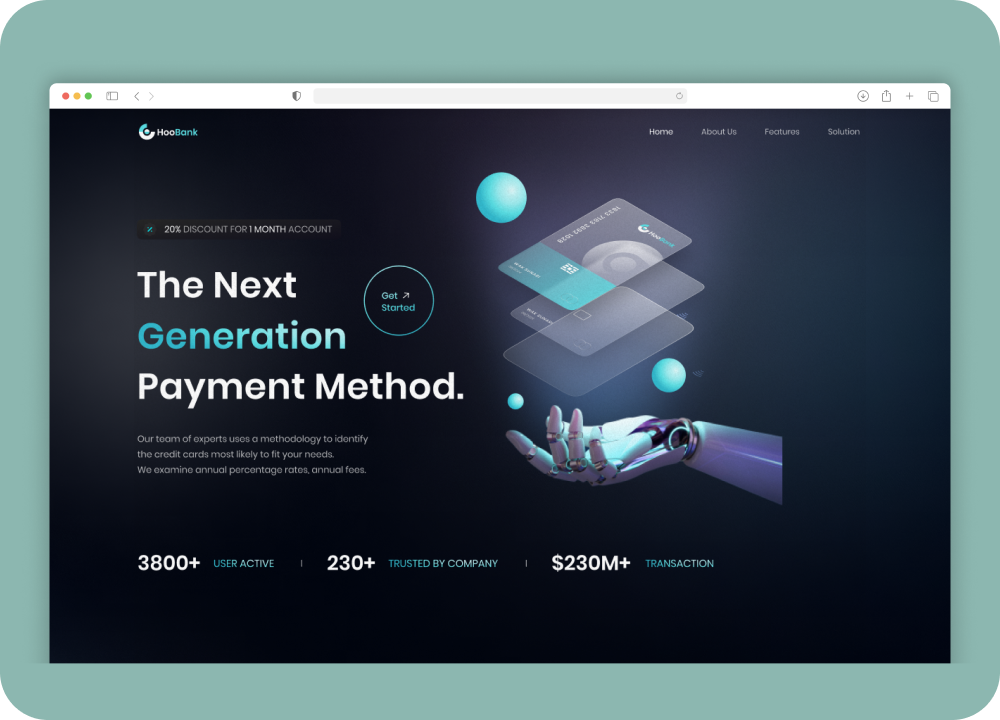 HooBank
Home About Us Features Solution
20% DISCOUNT FOR 1 MONTH ACCOUNT
The Next
Generation
Payment Method.
Get
Started
HooBank
Our team of experts uses a methodology to identify
the credit cards most likely to fit your needs.
We examine annual percentage rates, annual fees.
3800+ USER ACTIVE
230+ TRUSTED BY COMPANY
$230M+ TRANSACTION